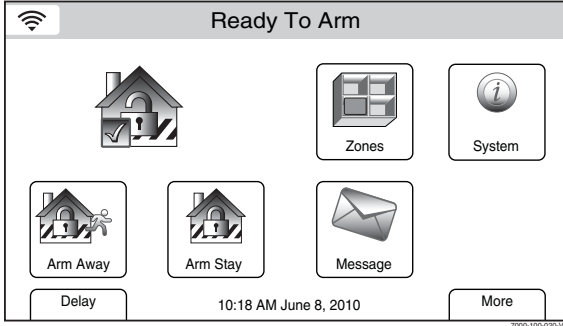 Ready To Arm
Zones
System
Arm Away
Arm Stay
Message
Delay
10:18 AM June 8, 2010
More